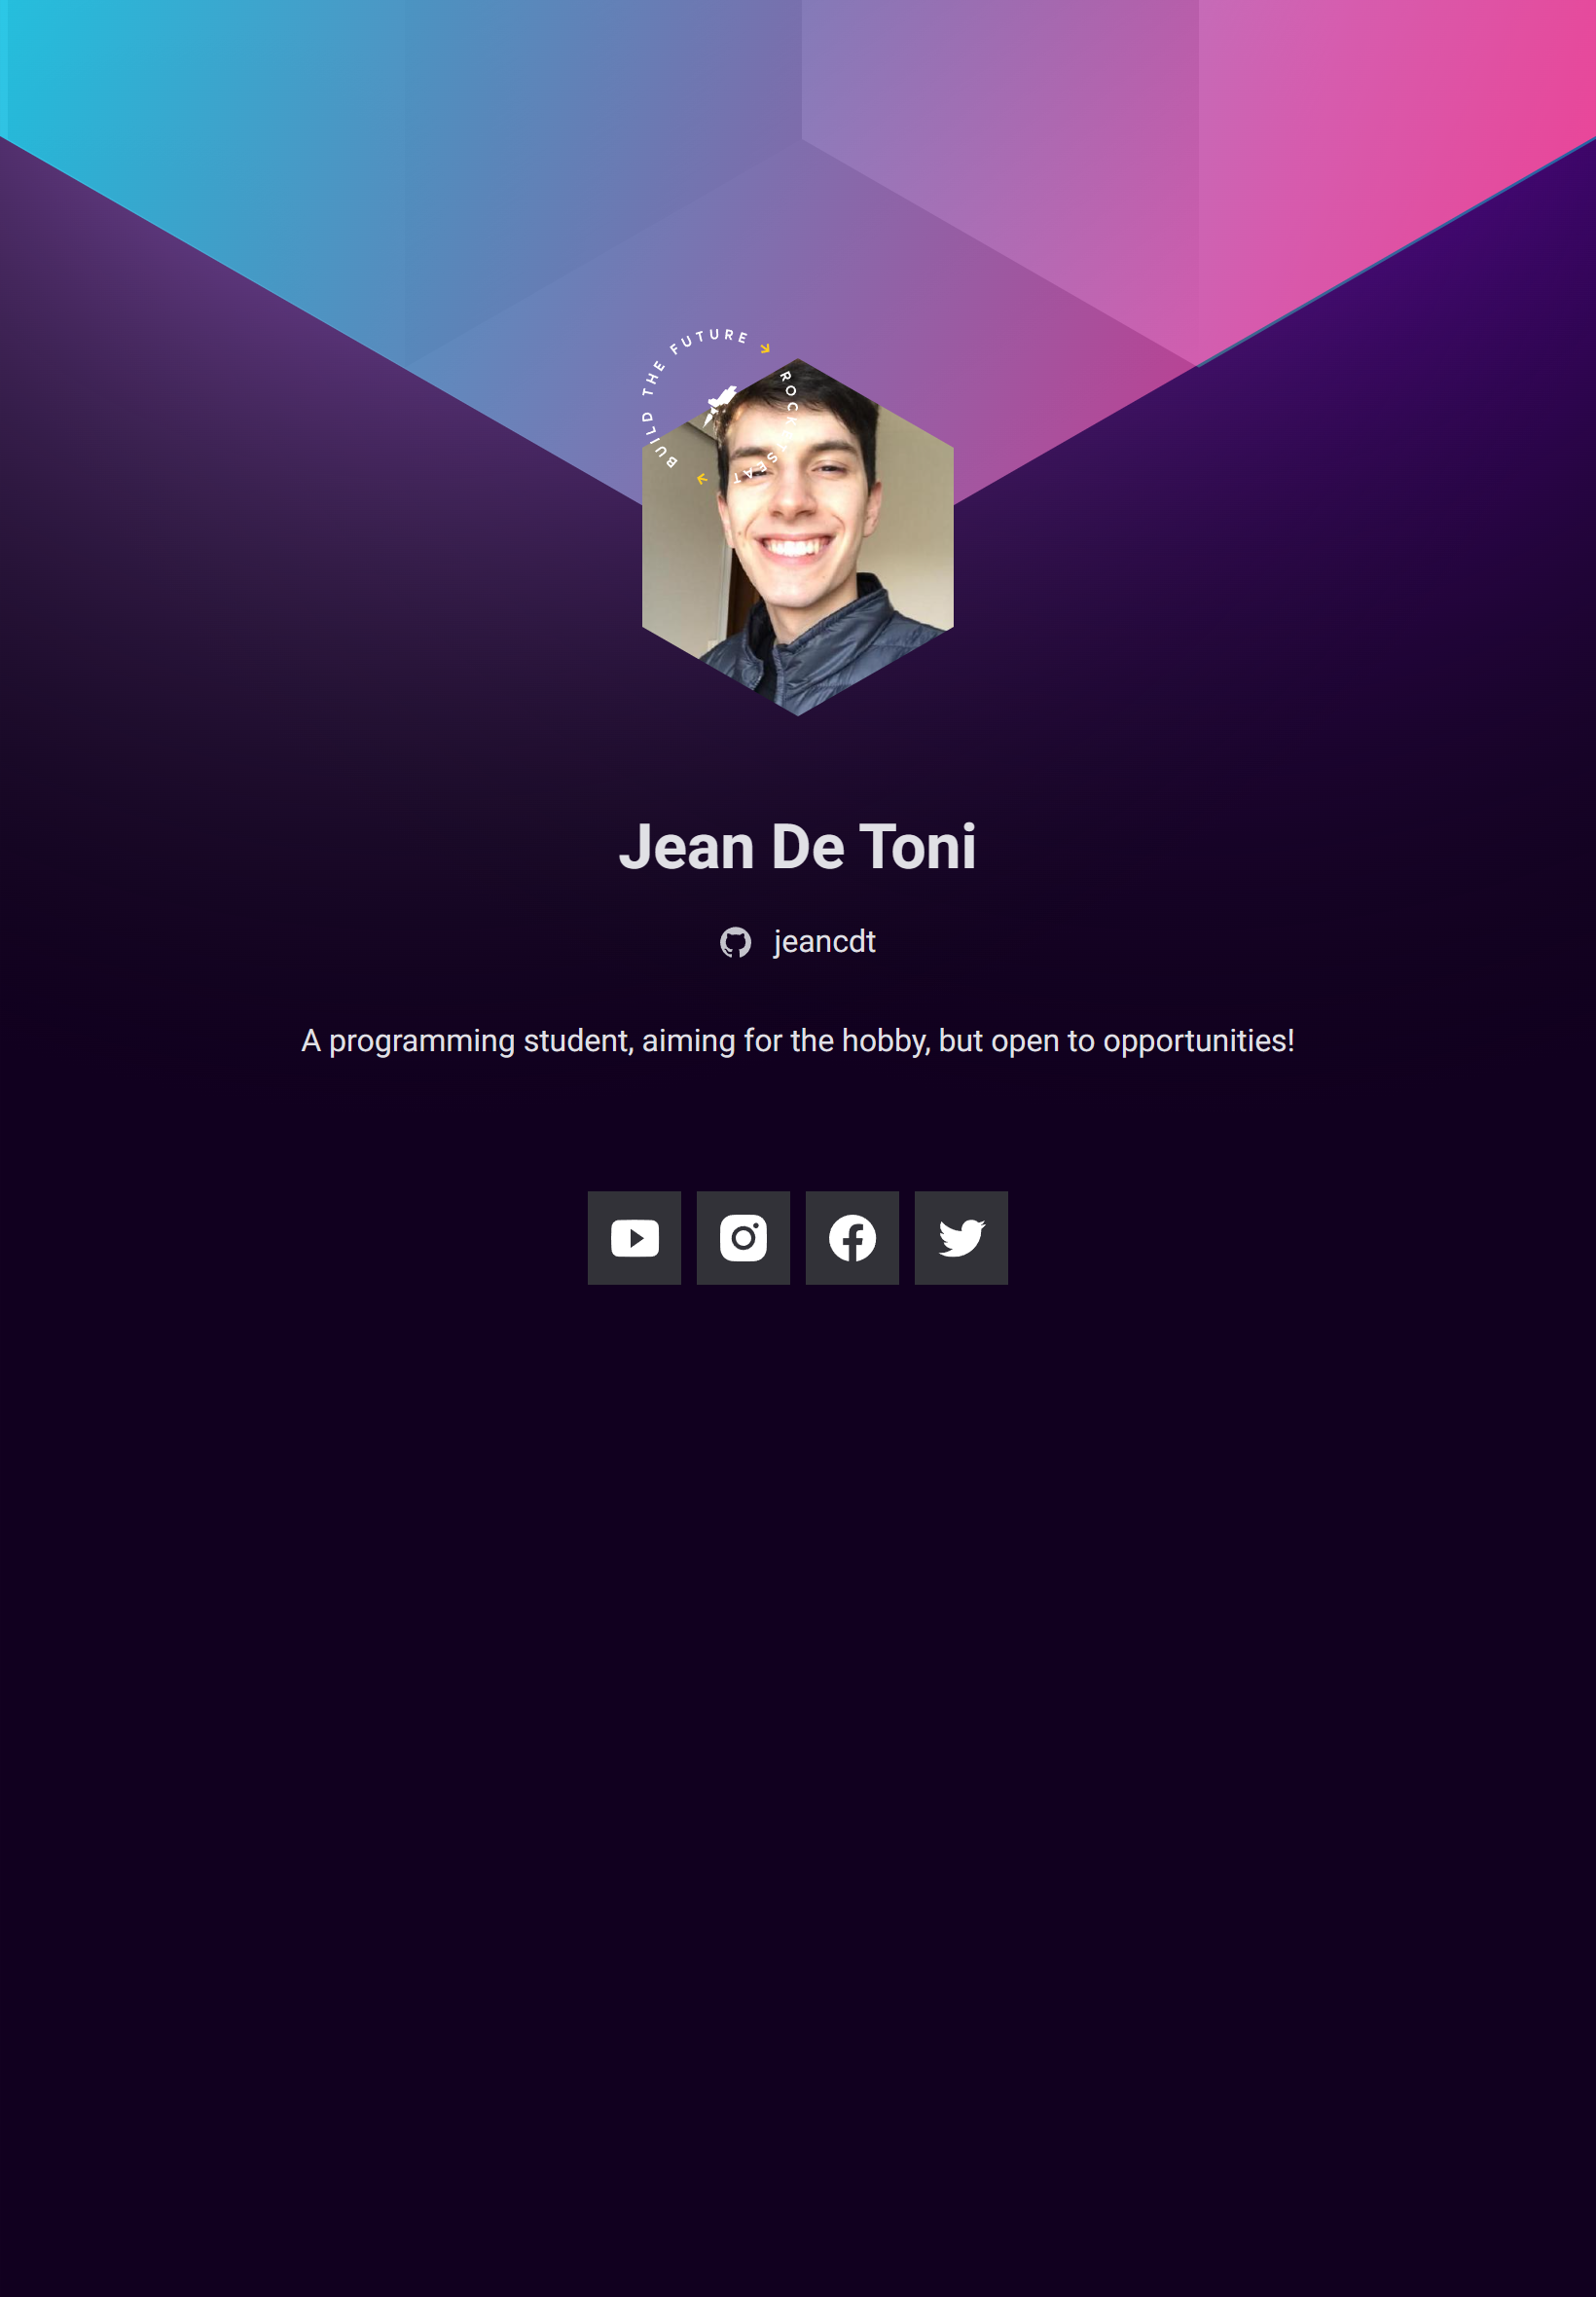 BUILD THE FUTURE → ROCKETSEAT →
Jean De Toni
jeancdt
A programming student, aiming for the hobby, but open to opportunities!